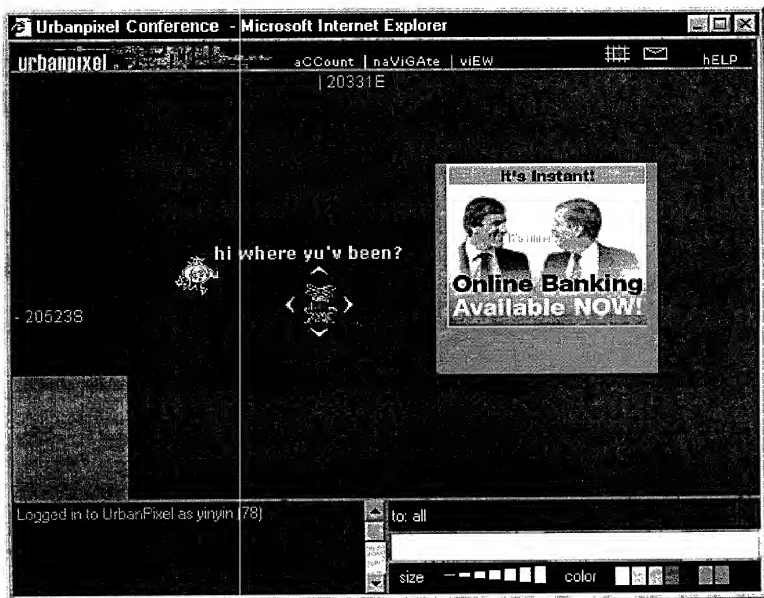 Urbanpixel Conference - Microsoft Internet Explorer
urbanpixel
aCCount | naViGAte | viEW
hELP
| 20331E
It's Instant!
hi where yu'v been?
Online Banking
Available NOW!
- 20523S
Logged in to UrbanPixel as yinyin (78)
to: all
size
color